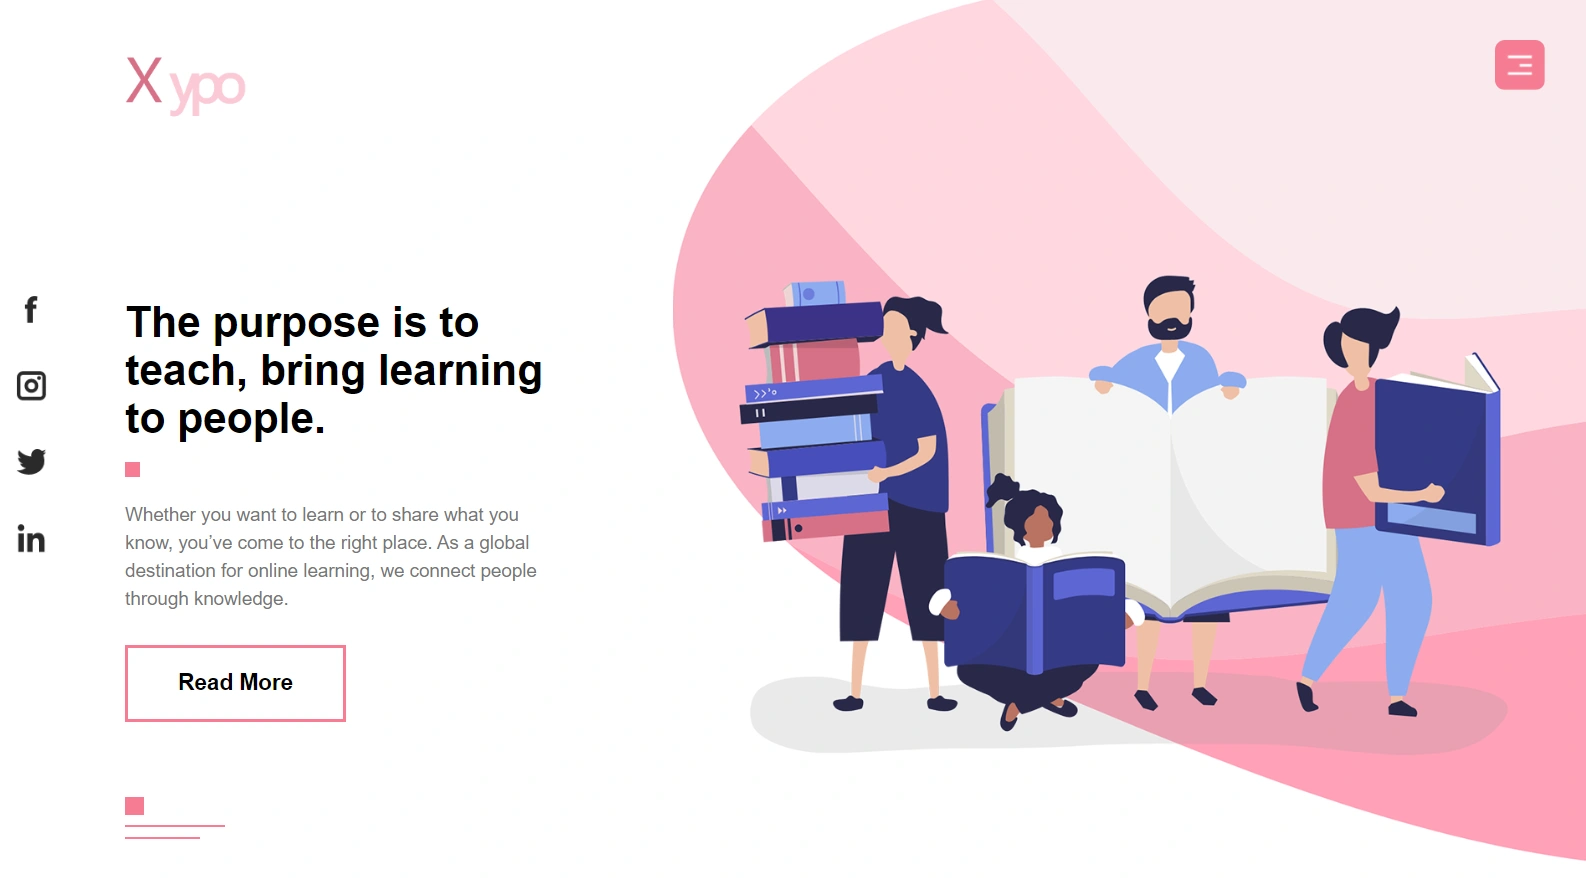 X ypo
The purpose is to
teach, bring learning
to people.
Whether you want to learn or to share what you
know, you’ve come to the right place. As a global
destination for online learning, we connect people
through knowledge.
Read More